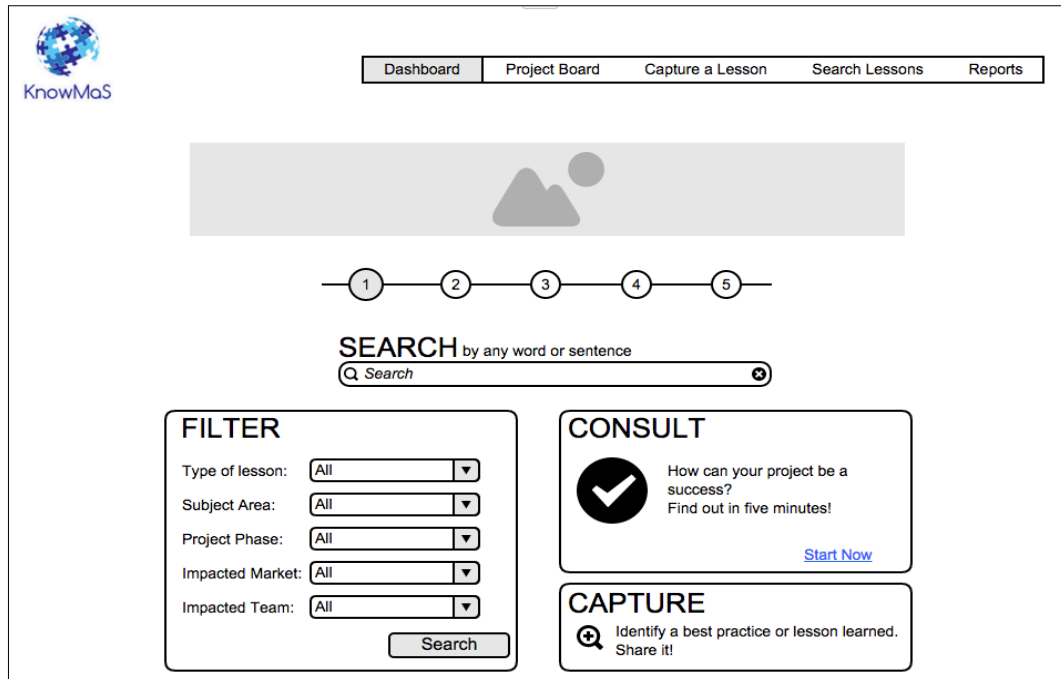 KnowMaS
Dashboard Project Board Capture a Lesson Search Lessons Reports
1 2 3 4 5
SEARCH by any word or sentence
Search
FILTER
Type of lesson: All
Subject Area: All
Project Phase: All
Impacted Market: All
Impacted Team: All
Search
CONSULT
How can your project be a
success?
Find out in five minutes!
Start Now
CAPTURE
Identify a best practice or lesson learned.
Share it!